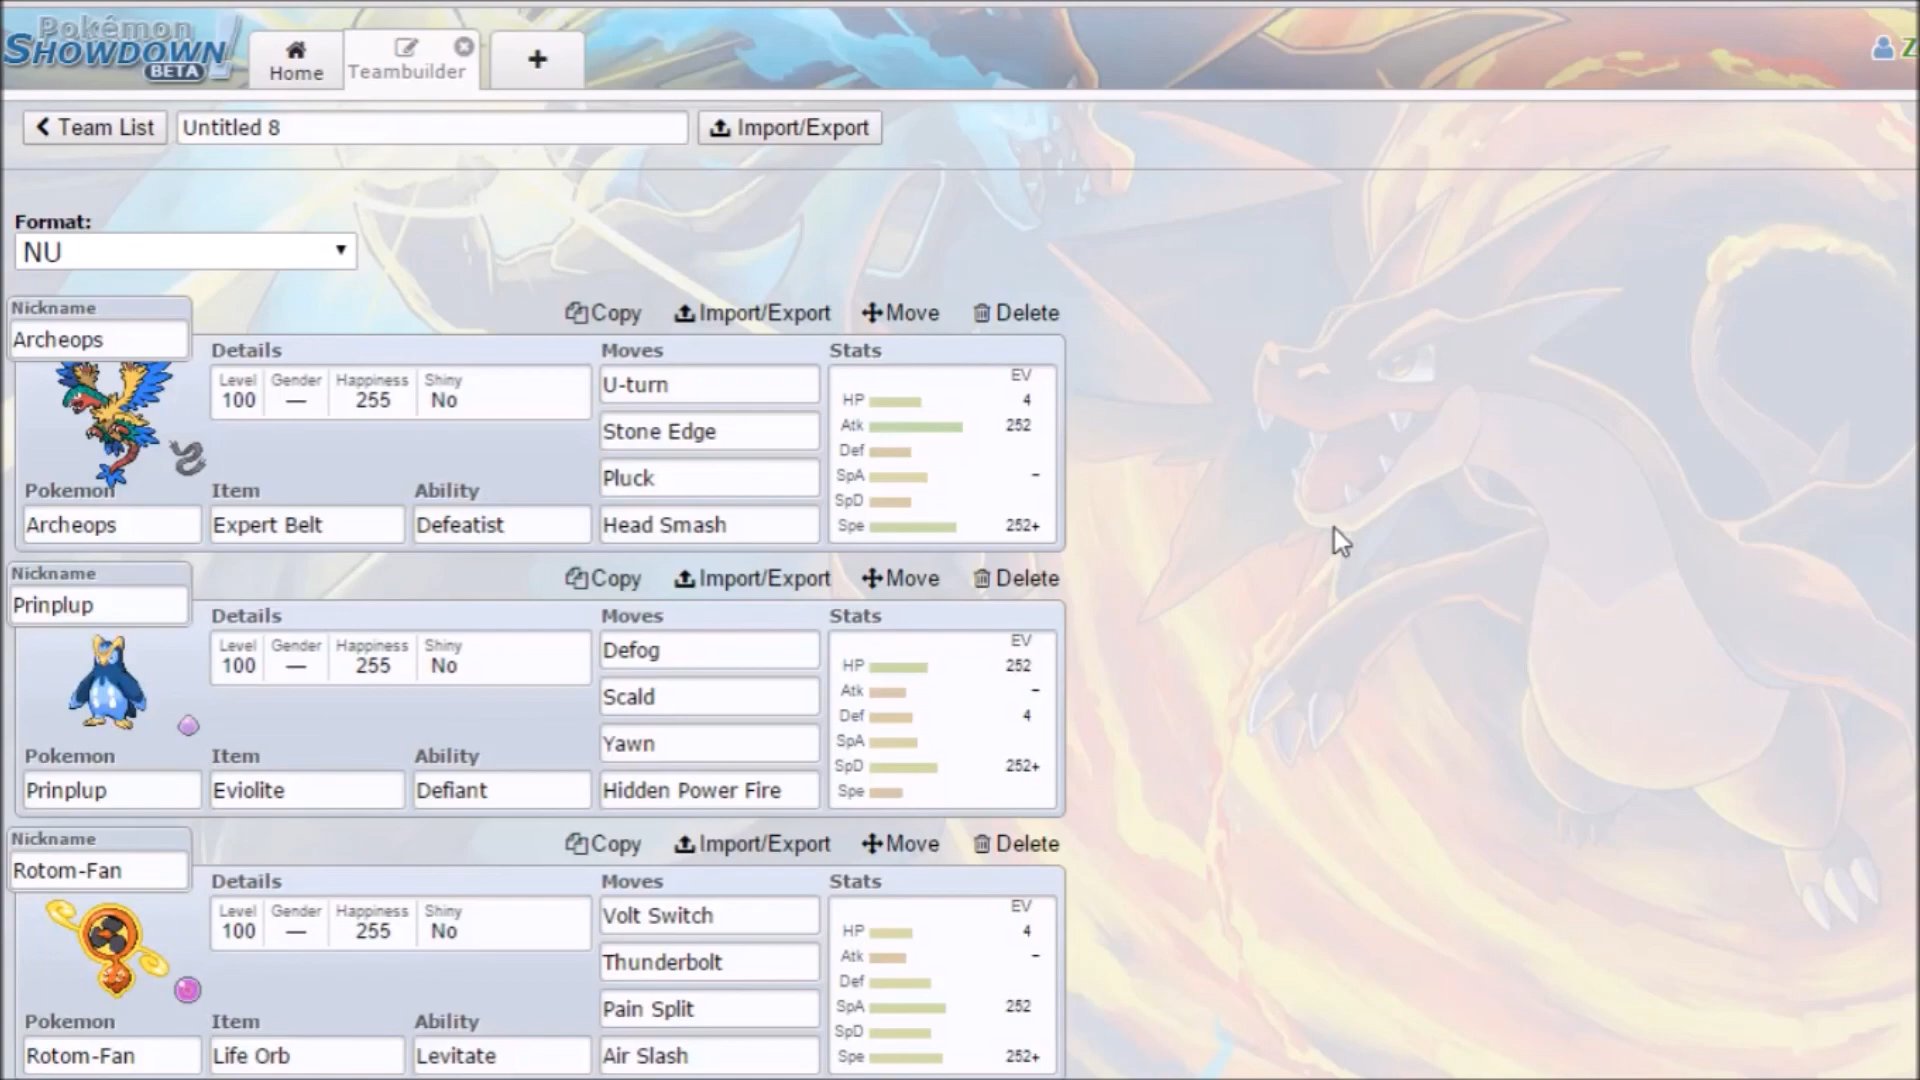 Pokémon
SHOWDOWN
BETA
Home
Teambuilder
+
Z
Team List
Untitled 8
Import/Export
Format:
NU
Nickname
Archeops
Copy
Import/Export
Move
Delete
Details
Moves
Stats
Level
Gender
Happiness
Shiny
100
—
255
No
U-turn
Stone Edge
Pluck
Head Smash
EV
HP 4
Atk 252
Def
SpA -
SpD
Spe 252+
Pokemon
Item
Ability
Archeops
Expert Belt
Defeatist
Nickname
Prinplup
Copy
Import/Export
Move
Delete
Details
Moves
Stats
Level
Gender
Happiness
Shiny
100
—
255
No
Defog
Scald
Yawn
Hidden Power Fire
EV
HP 252
Atk -
Def 4
SpA
SpD 252+
Spe
Pokemon
Item
Ability
Prinplup
Eviolite
Defiant
Nickname
Rotom-Fan
Copy
Import/Export
Move
Delete
Details
Moves
Stats
Level
Gender
Happiness
Shiny
100
—
255
No
Volt Switch
Thunderbolt
Pain Split
Air Slash
EV
HP 4
Atk -
Def
SpA 252
SpD
Spe 252+
Pokemon
Item
Ability
Rotom-Fan
Life Orb
Levitate